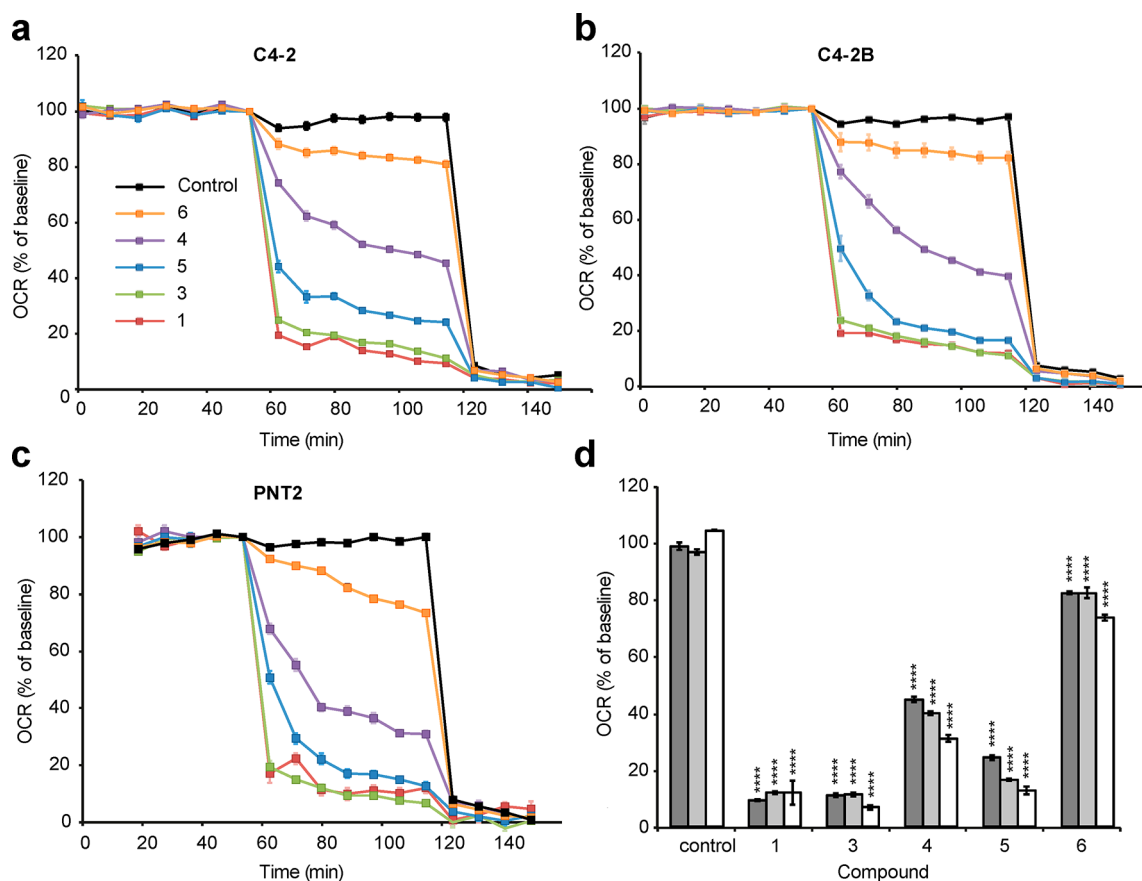 a
C4-2
OCR (% of baseline)
120
100
80
60
40
20
0
Control
6
4
5
3
1
0 20 40 60 80 100 120 140
Time (min)
b
C4-2B
OCR (% of baseline)
120
100
80
60
40
20
0
0 20 40 60 80 100 120 140
Time (min)
c
PNT2
OCR (% of baseline)
120
100
80
60
40
20
0
0 20 40 60 80 100 120 140
Time (min)
d
OCR (% of baseline)
120
100
80
60
40
20
0
**** **** ****
**** **** ****
**** **** ****
**** **** ****
**** **** ****
control 1 3 4 5 6
Compound